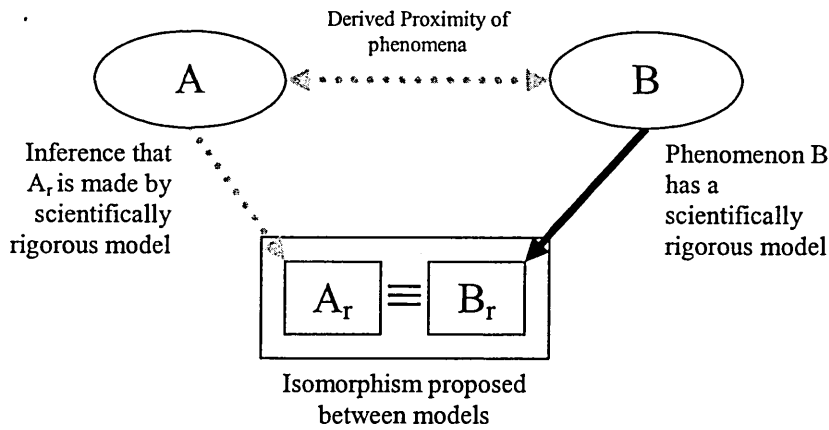 Derived Proximity of
phenomena
A
B
Inference that
Aᵣ is made by
scientifically
rigorous model
Phenomenon B
has a
scientifically
rigorous model
Aᵣ ≡ Bᵣ
Isomorphism proposed
between models